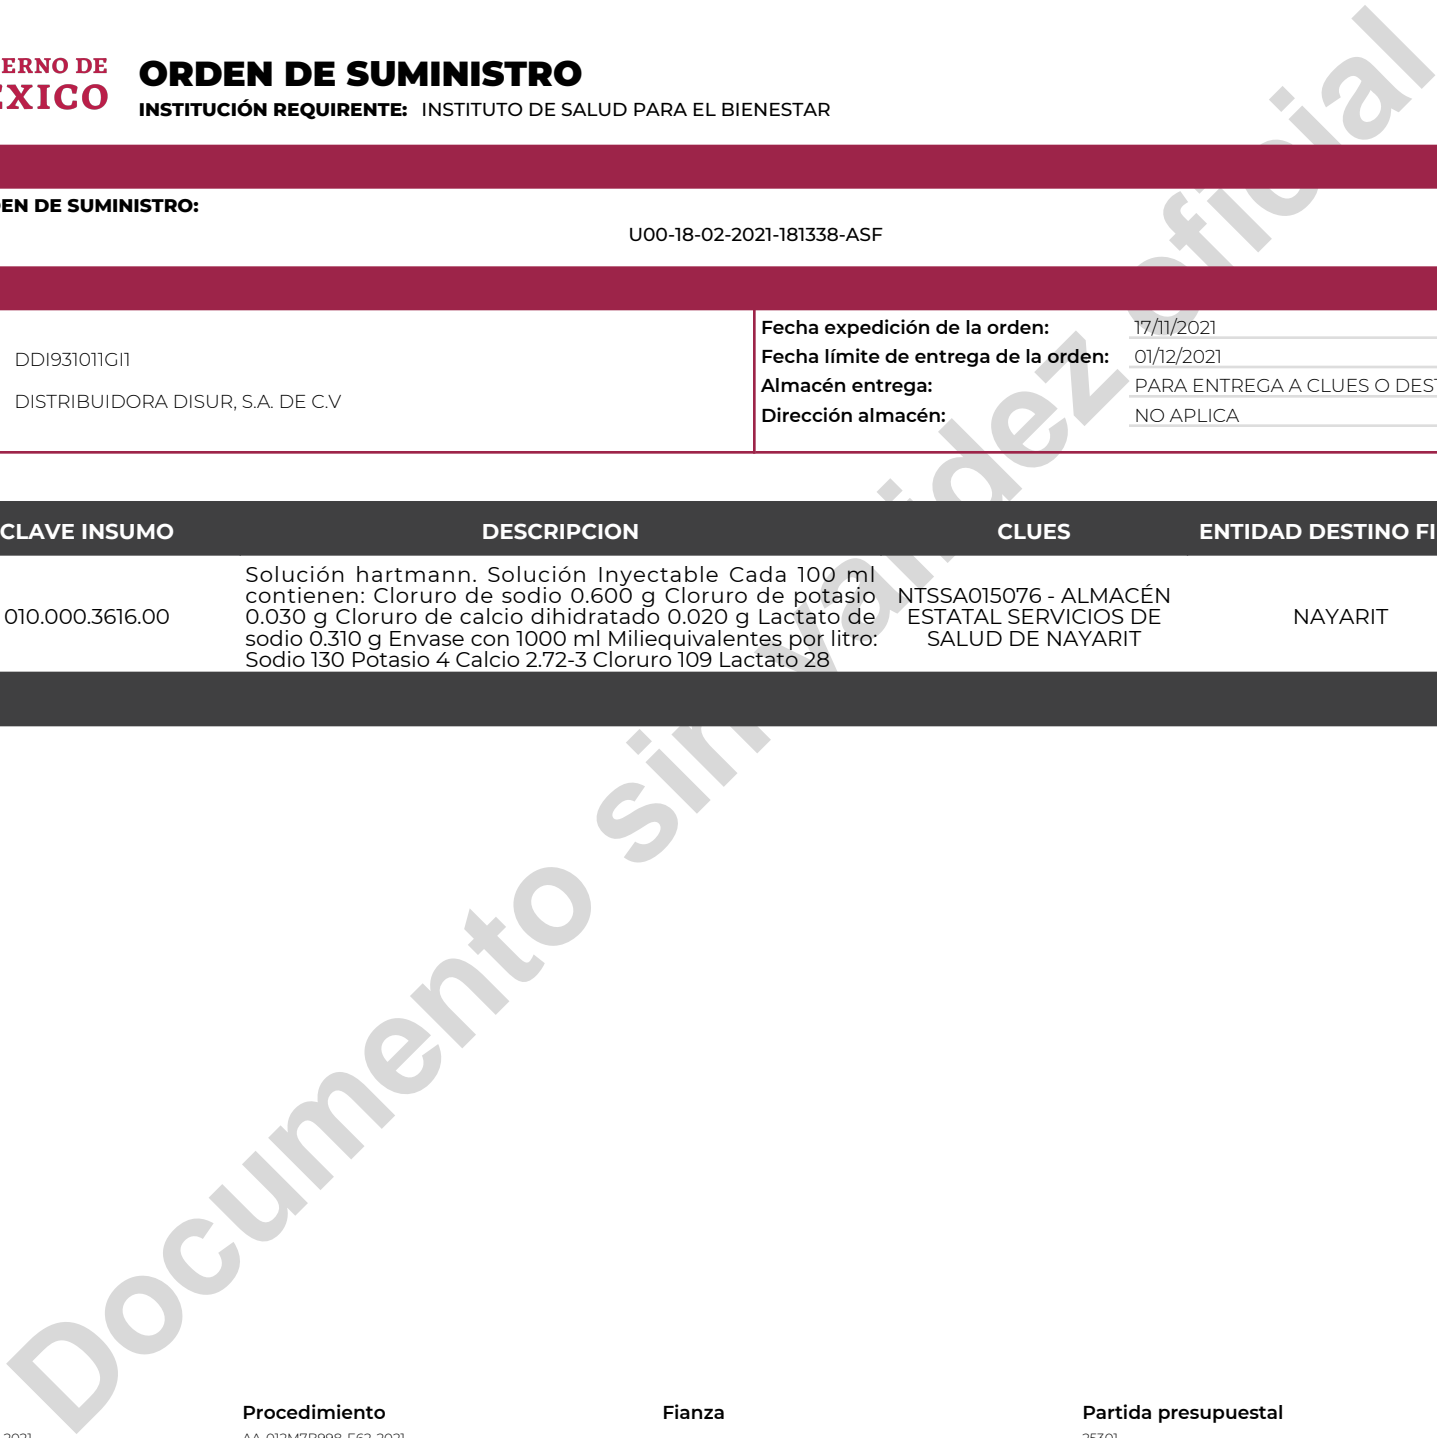 ERNO DE
XICO
ORDEN DE SUMINISTRO
INSTITUCIÓN REQUIRENTE: INSTITUTO DE SALUD PARA EL BIENESTAR
EN DE SUMINISTRO:
U00-18-02-2021-181338-ASF
DDI931011GI1
DISTRIBUIDORA DISUR, S.A. DE C.V
Fecha expedición de la orden: 17/11/2021
Fecha límite de entrega de la orden: 01/12/2021
Almacén entrega: PARA ENTREGA A CLUES O DEST
Dirección almacén: NO APLICA
CLAVE INSUMO DESCRIPCION CLUES ENTIDAD DESTINO FI
010.000.3616.00
Solución hartmann. Solución Inyectable Cada 100 ml
contienen: Cloruro de sodio 0.600 g Cloruro de potasio
0.030 g Cloruro de calcio dihidratado 0.020 g Lactato de
sodio 0.310 g Envase con 1000 ml Miliequivalentes por litro:
Sodio 130 Potasio 4 Calcio 2.72-3 Cloruro 109 Lactato 28
NTSSA015076 - ALMACÉN
ESTATAL SERVICIOS DE
SALUD DE NAYARIT
NAYARIT
Documento sin validez oficial
Procedimiento Fianza Partida presupuestal